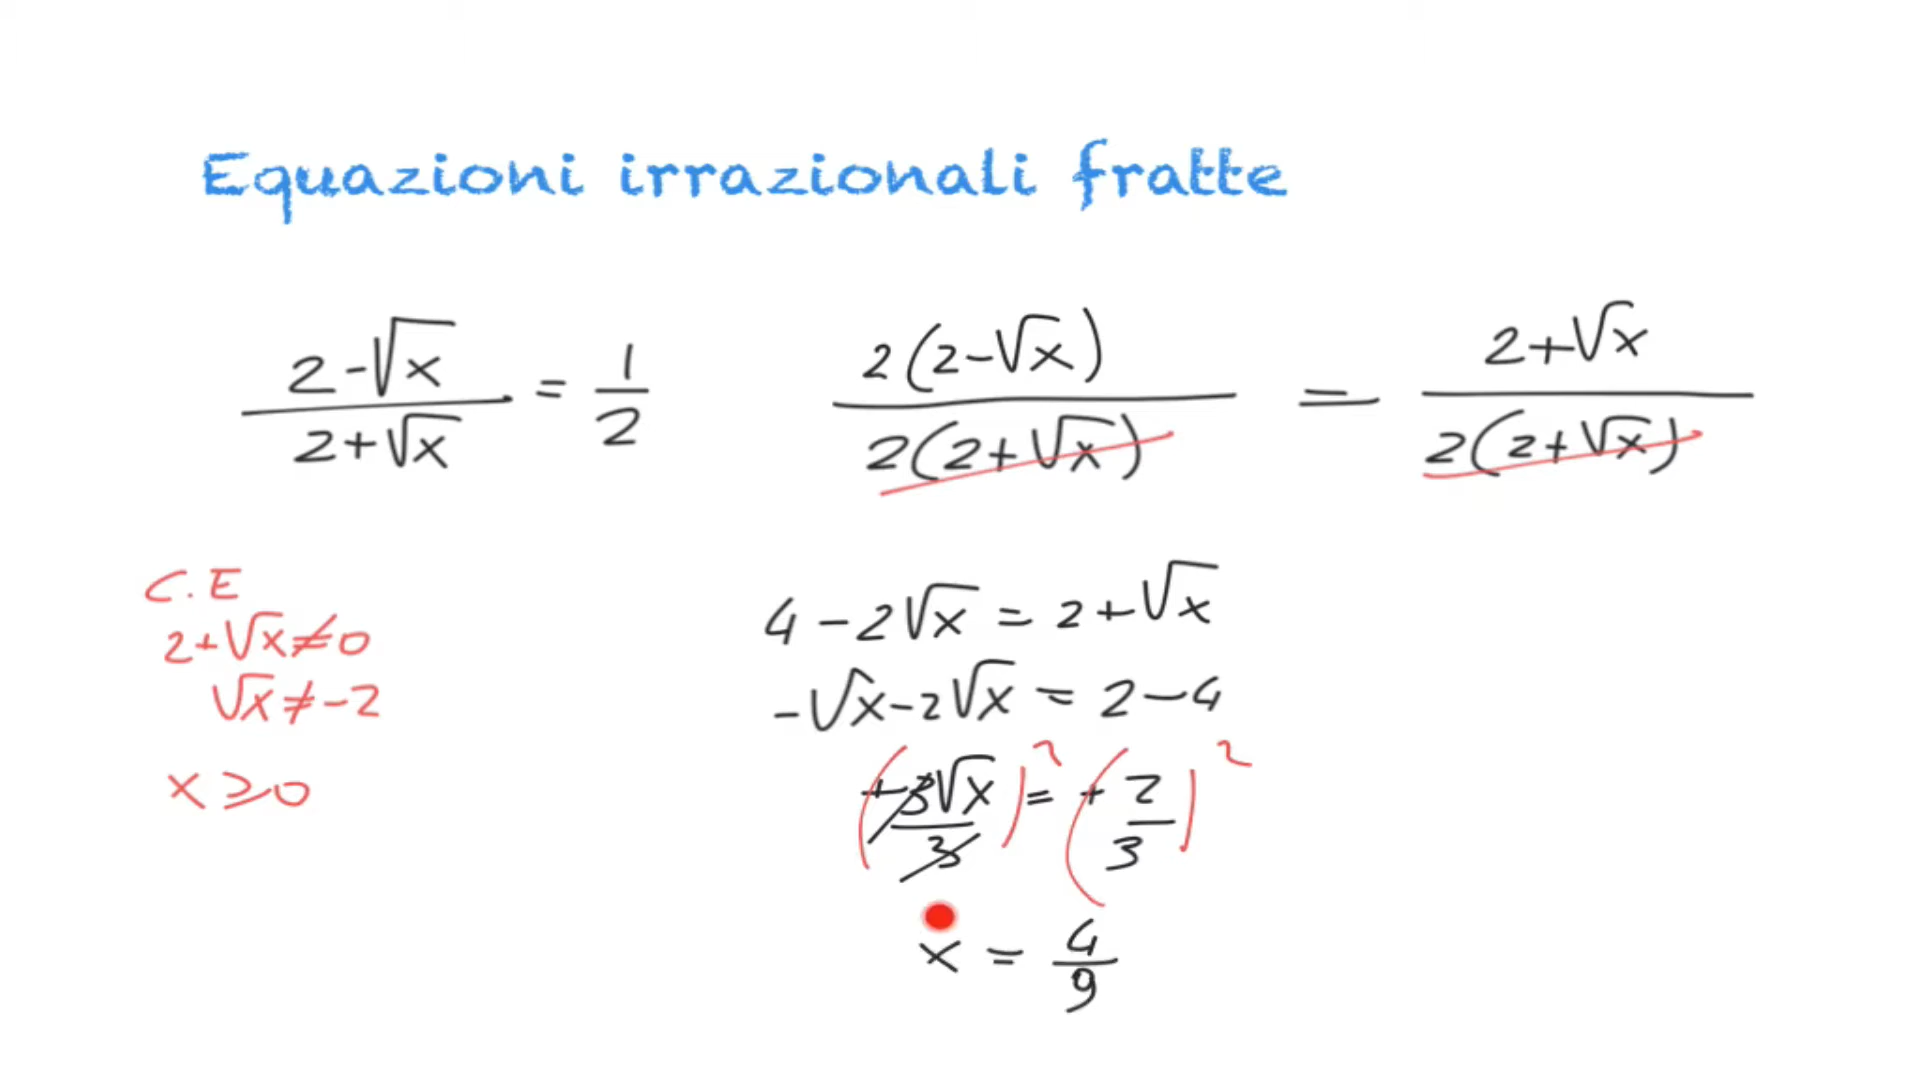 Equazioni irrazionali fratte
(2-√x)/(2+√x) = 1/2
2(2-√x)/2(2+√x) = (2+√x)/2(2+√x)
C.E
2+√x≠0
√x≠-2
x≥0
4-2√x = 2+√x
-√x-2√x = 2-4
(+3√x/3)² = (+2/3)²
x = 4/9